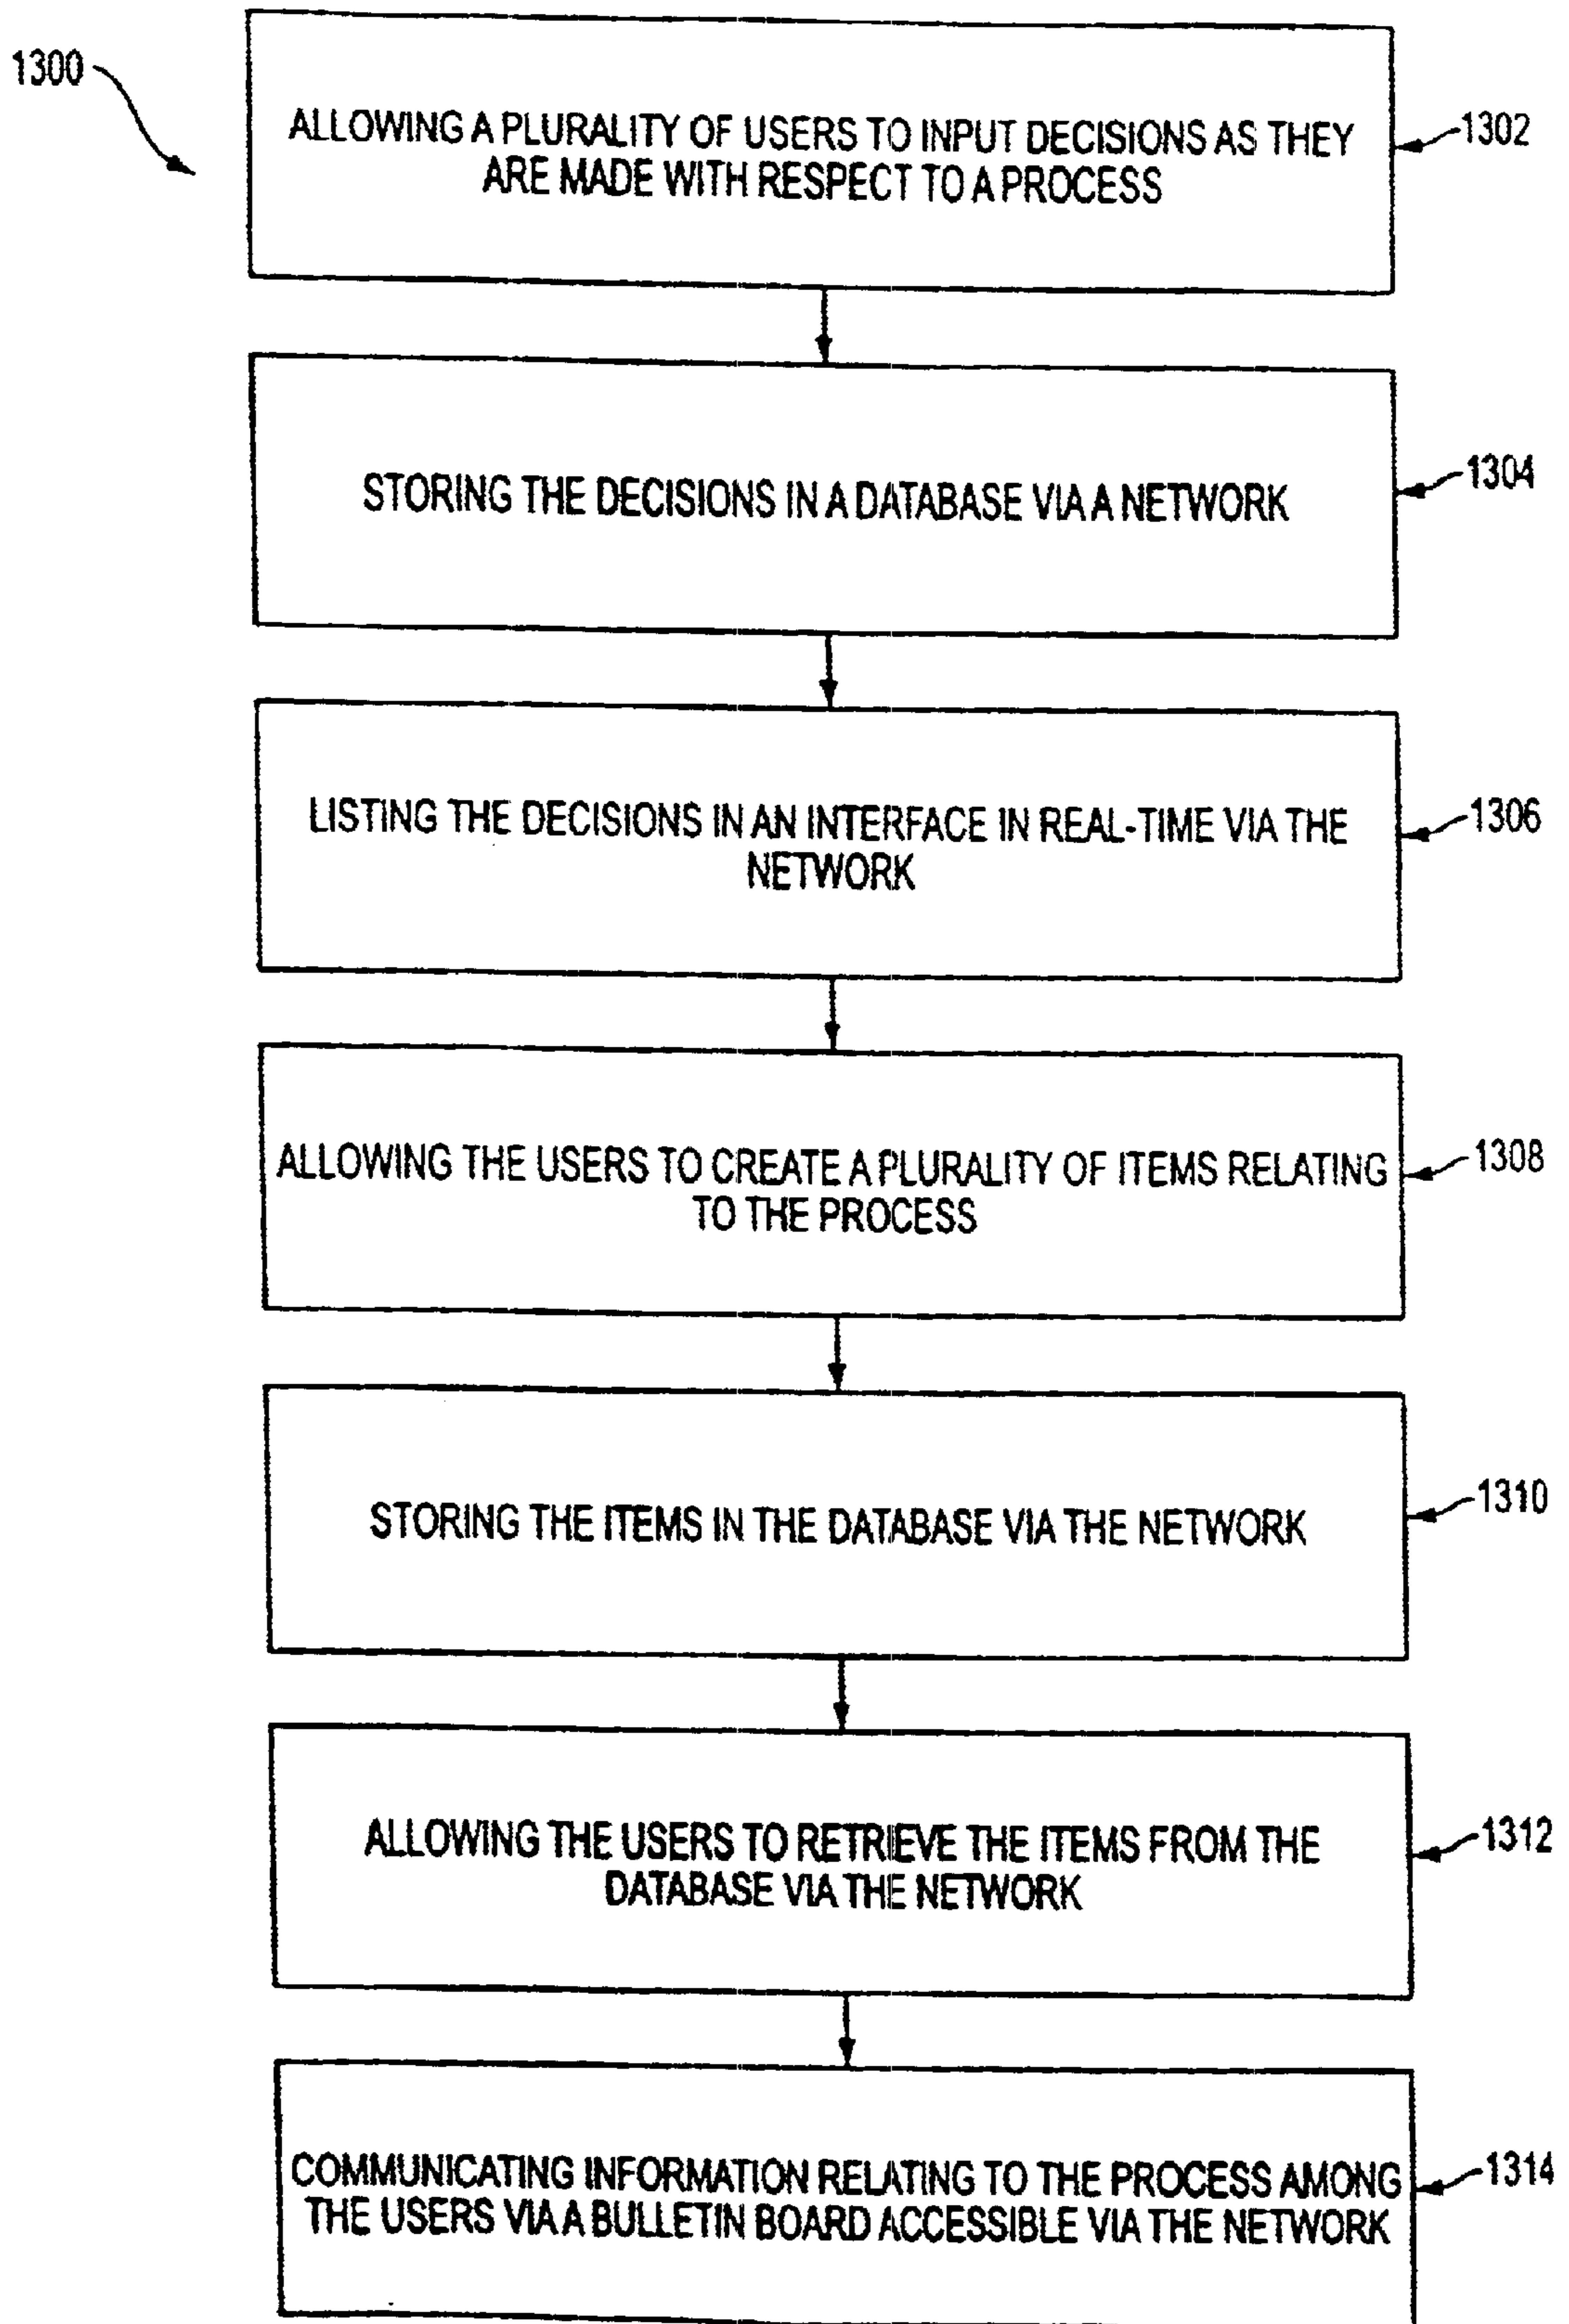 1300
ALLOWING A PLURALITY OF USERS TO INPUT DECISIONS AS THEY
ARE MADE WITH RESPECT TO A PROCESS
1302
STORING THE DECISIONS IN A DATABASE VIA A NETWORK
1304
LISTING THE DECISIONS IN AN INTERFACE IN REAL-TIME VIA THE
NETWORK
1306
ALLOWING THE USERS TO CREATE A PLURALITY OF ITEMS RELATING
TO THE PROCESS
1308
STORING THE ITEMS IN THE DATABASE VIA THE NETWORK
1310
ALLOWING THE USERS TO RETRIEVE THE ITEMS FROM THE
DATABASE VIA THE NETWORK
1312
COMMUNICATING INFORMATION RELATING TO THE PROCESS AMONG
THE USERS VIA A BULLETIN BOARD ACCESSIBLE VIA THE NETWORK
1314